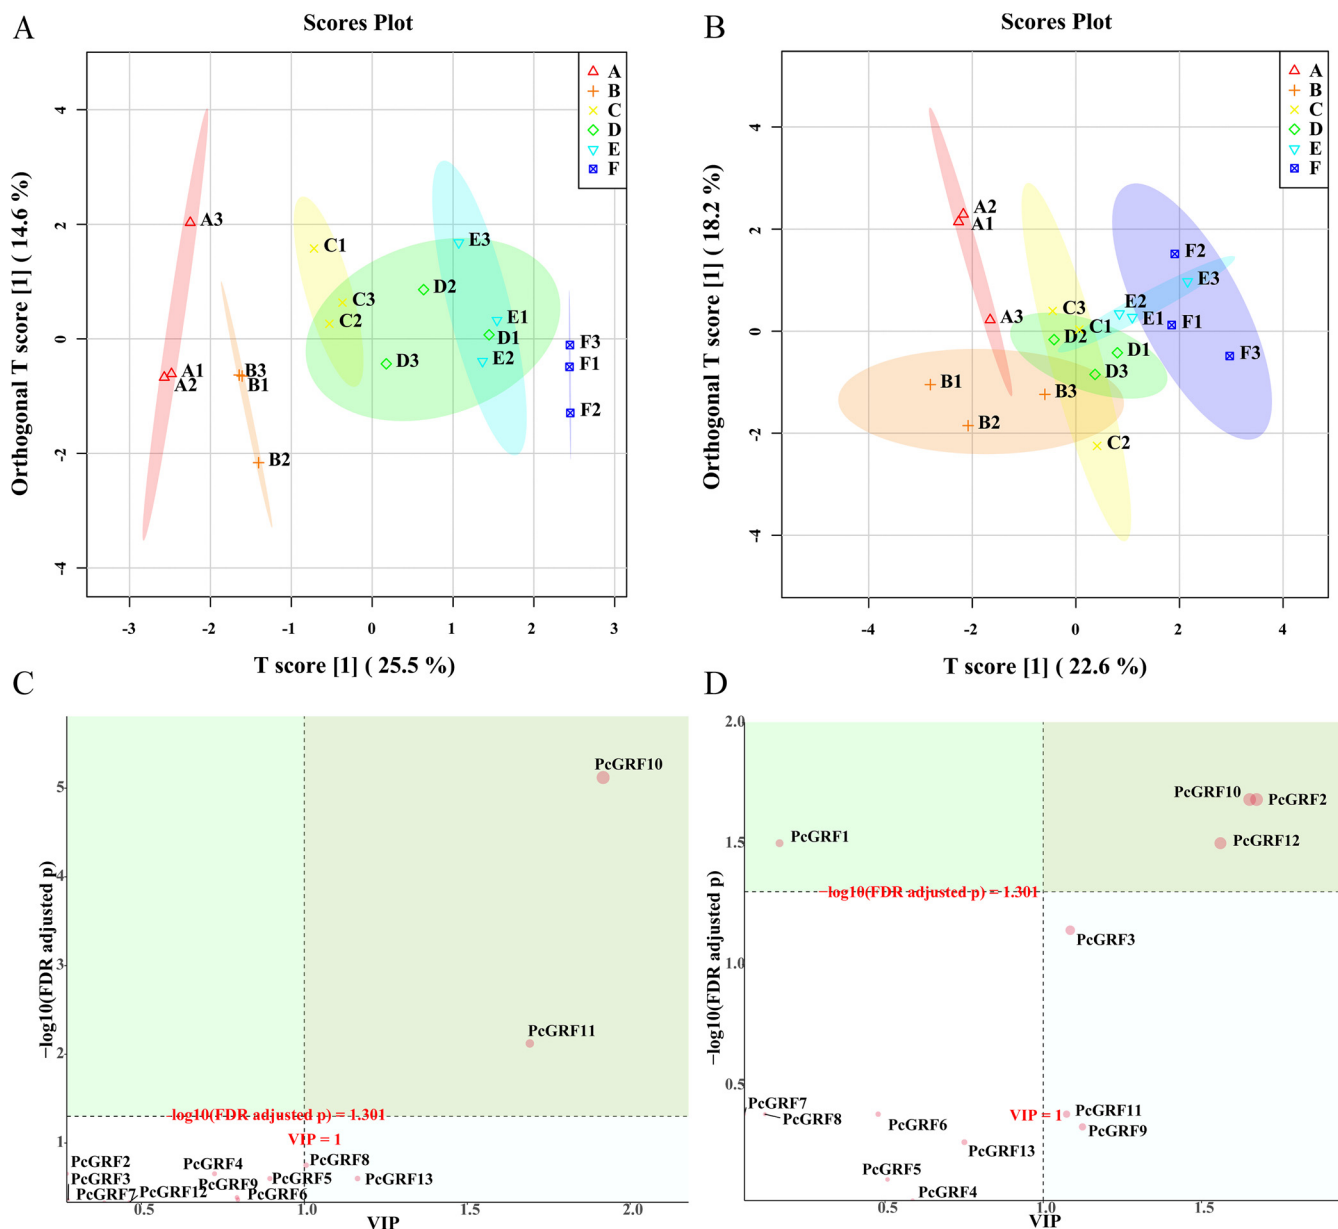 A
Scores Plot
Orthogonal T score [1] ( 14.6 %)
4
2
0
-2
-4
-3
-2
-1
0
1
2
3
T score [1] ( 25.5 %)
A
B
C
D
E
F
A3
A1
A2
B3
B1
B2
C1
C3
C2
D2
D1
D3
E3
E1
E2
F3
F1
F2
B
Scores Plot
Orthogonal T score [1] ( 18.2 %)
4
2
0
-2
-4
-4
-2
0
2
4
T score [1] ( 22.6 %)
A
B
C
D
E
F
A2
A1
A3
B1
B2
B3
C3
C1
C2
D2
D1
D3
E3
E2
E1
F2
F1
F3
C
−log10(FDR adjusted p)
5
4
3
2
1
PcGRF10
PcGRF11
-log10(FDR adjusted p) = 1.301
VIP = 1
PcGRF2
PcGRF3
PcGRF7
PcGRF12
PcGRF4
PcGRF9
PcGRF6
PcGRF5
PcGRF8
PcGRF13
0.5
1.0
1.5
2.0
VIP
D
−log10(FDR adjusted p)
2.0
1.5
1.0
0.5
PcGRF10
PcGRF2
PcGRF12
PcGRF1
−log10(FDR adjusted p) = 1.301
PcGRF3
VIP = 1
PcGRF11
PcGRF9
PcGRF7
PcGRF8
PcGRF6
PcGRF13
PcGRF5
PcGRF4
0.5
1.0
1.5
VIP